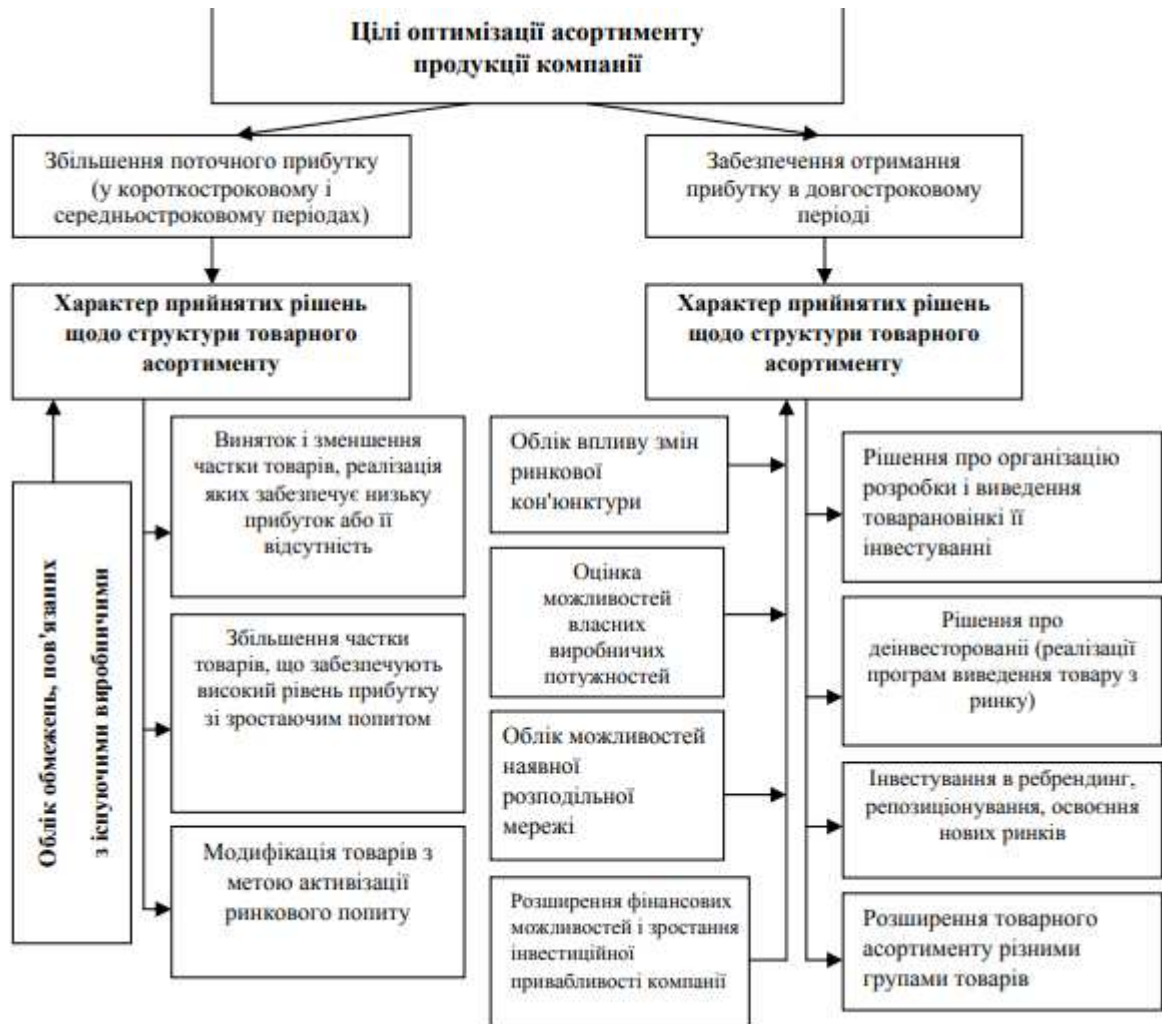 Цілі оптимізації асортименту
продукції компанії
Збільшення поточного прибутку
(у короткостроковому і
середньостроковому періодах)
Забезпечення отримання
прибутку в довгостроковому
періоді
Характер прийнятих рішень
щодо структури товарного
асортименту
Характер прийнятих рішень
щодо структури товарного
асортименту
Облік обмежень, пов'язаних
з існуючими виробничими
Виняток і зменшення
частки товарів, реалізація
яких забезпечує низьку
прибуток або її
відсутність
Збільшення частки
товарів, що забезпечують
високий рівень прибутку
зі зростаючим попитом
Модифікація товарів з
метою активізації
ринкового попиту
Облік впливу змін
ринкової
кон'юнктури
Оцінка
можливостей
власних
виробничих
потужностей
Облік можливостей
наявної
розподільної
мережі
Розширення фінансових
можливостей і зростання
інвестиційної
привабливості компанії
Рішення про організацію
розробки і виведення
товарановінкі її
інвестуванні
Рішення про
деінвесторованії (реалізації
програм виведення товару з
ринку)
Інвестування в ребрендинг,
репозиціонування, освоєння
нових ринків
Розширення товарного
асортименту різними
групами товарів